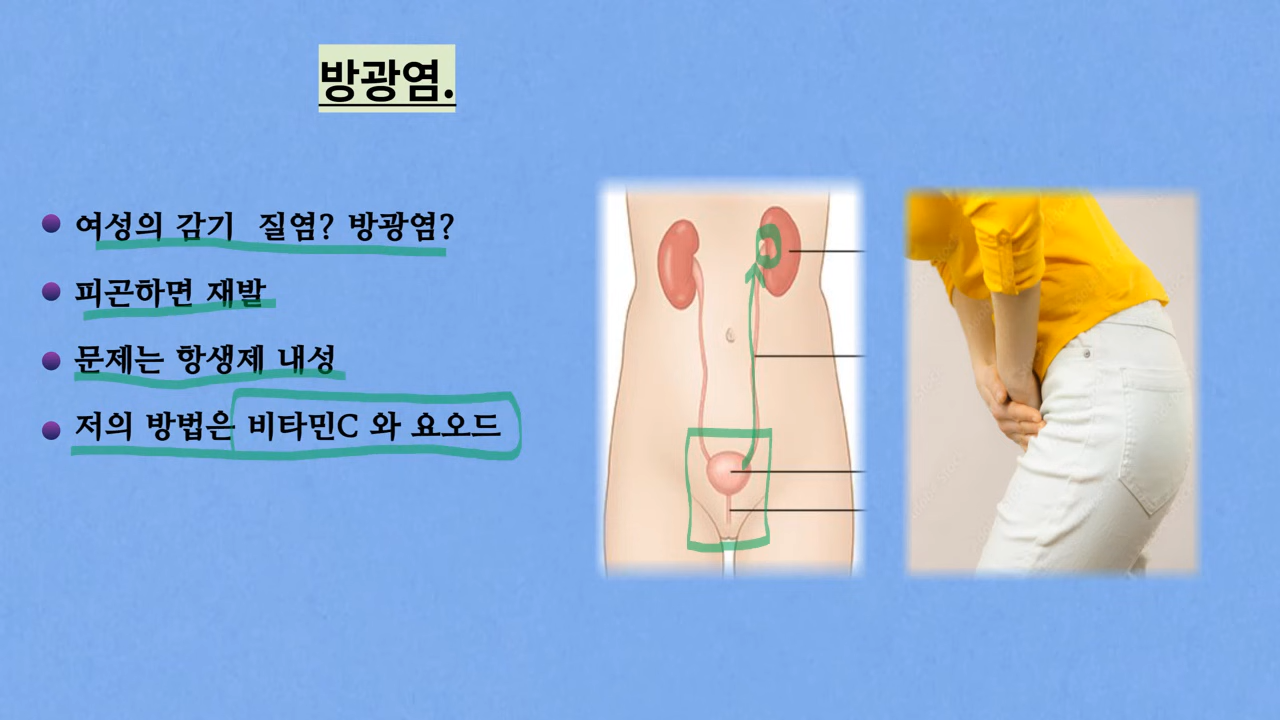 방광염.
여성의 감기 질염? 방광염?
피곤하면 재발
문제는 항생제 내성
저의 방법은 비타민C 와 요오드